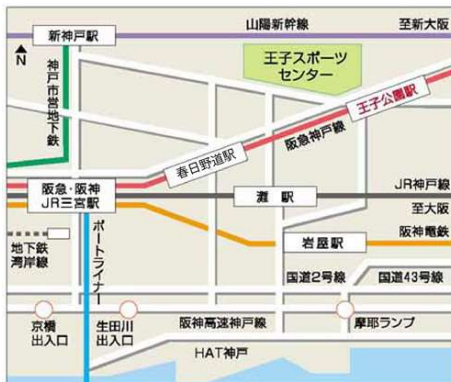 山陽新幹線
至新大阪
新神戸駅
N
王子スポーツ
センター
王子公園駅
神戸市営地下鉄
阪急神戸線
春日野道駅
阪急・阪神
JR三宮駅
灘駅
JR神戸線
至大阪
阪神電鉄
岩屋駅
地下鉄
湾岸線
ポートライナー
国道2号線
国道43号線
京橋
出入口
生田川
出入口
阪神高速神戸線
摩耶ランプ
HAT神戸